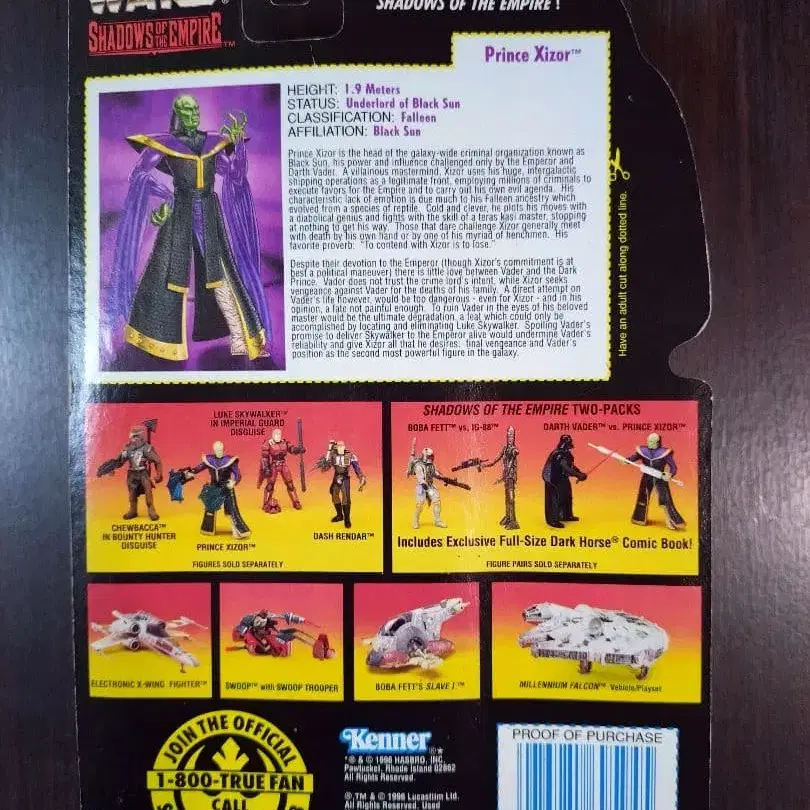 SHADOWS OF THE EMPIRE !
WARS®
SHADOWS OF THE EMPIRE™
Prince Xizor™
HEIGHT: 1.9 Meters
STATUS: Underlord of Black Sun
CLASSIFICATION: Falleen
AFFILIATION: Black Sun
Prince Xizor is the head of the galaxy-wide criminal organization known as
Black Sun, his power and influence challenged only by the Emperor and
Darth Vader. A villainous mastermind, Xizor uses his huge, intergalactic
shipping operations as a legitimate front, employing millions of criminals to
execute favors for the Empire and to carry out his own evil agenda. His
characteristic lack of emotion is due much to his Falleen ancestry which
evolved from a species of reptile. Cold and clever, he plots his moves with
a diabolical genius and fights with the skill of a teras kasi master, stopping
at nothing to get his way. Those that dare challenge Xizor generally meet
with death by his own hand or by one of his myriad of henchmen. His
favorite proverb: "To contend with Xizor is to lose."
Despite their devotion to the Emperor (though Xizor's commitment is at
best a political maneuver) there is little love between Vader and the Dark
Prince. Vader does not trust the crime lord's intent, while Xizor seeks
vengeance against Vader for the deaths of his family. A direct attempt on
Vader's life however, would be too dangerous - even for Xizor - and in his
opinion, a fate not painful enough. To ruin Vader in the eyes of his beloved
master would be the ultimate degradation, a feat which could only be
accomplished by locating and eliminating Luke Skywalker. Spoiling Vader's
promise to deliver Skywalker to the Emperor alive would undermine Vader's
reliability and give Xizor all that he desires: final vengeance and Vader's
position as the second most powerful figure in the galaxy.
Have an adult cut along dotted line.
LUKE SKYWALKER™
IN IMPERIAL GUARD
DISGUISE
CHEWBACCA™
IN BOUNTY HUNTER
DISGUISE
PRINCE XIZOR™
DASH RENDAR™
FIGURES SOLD SEPARATELY
SHADOWS OF THE EMPIRE TWO-PACKS
BOBA FETT™ vs. IG-88™
DARTH VADER™ vs. PRINCE XIZOR™
Includes Exclusive Full-Size Dark Horse® Comic Book!
FIGURE PAIRS SOLD SEPARATELY
ELECTRONIC X-WING FIGHTER™
SWOOP™ with SWOOP TROOPER
BOBA FETT'S SLAVE I™
MILLENNIUM FALCON™ Vehicle/Playset
JOIN THE OFFICIAL
1-800-TRUE FAN
CALL
Kenner®★
★® & © 1996 HASBRO, INC.
Pawtucket, Rhode Island 02862
All Rights Reserved.
®,™ & © 1996 Lucasfilm Ltd.
All Rights Reserved. Used
PROOF OF PURCHASE